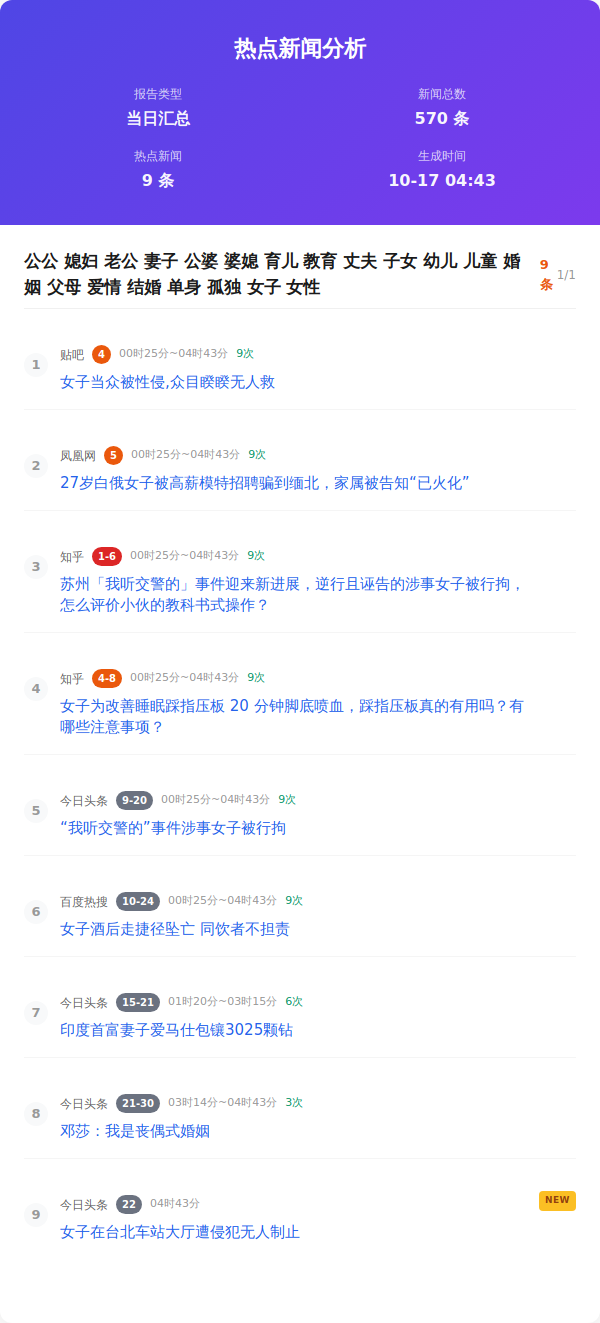 热点新闻分析
报告类型
当日汇总
新闻总数
570 条
热点新闻
9 条
生成时间
10-17 04:43
公公 媳妇 老公 妻子 公婆 婆媳 育儿 教育 丈夫 子女 幼儿 儿童 婚
姻 父母 爱情 结婚 单身 孤独 女子 女性
9
条
1/1
1
贴吧 4 00时25分~04时43分 9次
女子当众被性侵,众目睽睽无人救
2
凤凰网 5 00时25分~04时43分 9次
27岁白俄女子被高薪模特招聘骗到缅北，家属被告知“已火化”
3
知乎 1-6 00时25分~04时43分 9次
苏州「我听交警的」事件迎来新进展，逆行且诬告的涉事女子被行拘，
怎么评价小伙的教科书式操作？
4
知乎 4-8 00时25分~04时43分 9次
女子为改善睡眠踩指压板 20 分钟脚底喷血，踩指压板真的有用吗？有
哪些注意事项？
5
今日头条 9-20 00时25分~04时43分 9次
“我听交警的”事件涉事女子被行拘
6
百度热搜 10-24 00时25分~04时43分 9次
女子酒后走捷径坠亡 同饮者不担责
7
今日头条 15-21 01时20分~03时15分 6次
印度首富妻子爱马仕包镶3025颗钻
8
今日头条 21-30 03时14分~04时43分 3次
邓莎：我是丧偶式婚姻
9
今日头条 22 04时43分
NEW
女子在台北车站大厅遭侵犯无人制止